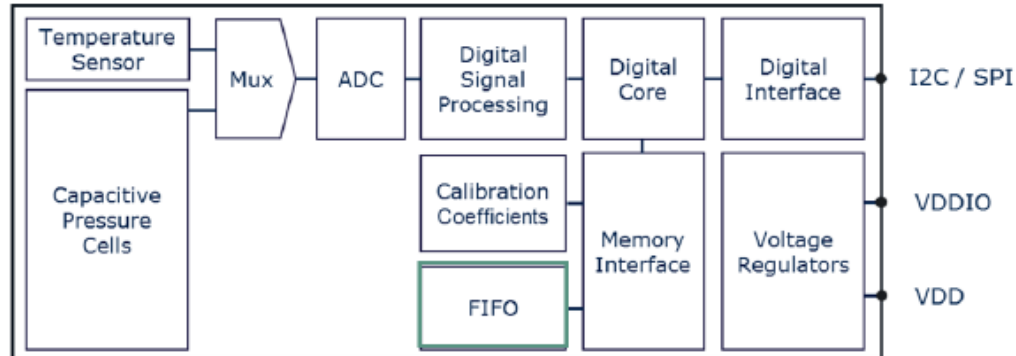 Temperature
Sensor
Mux
ADC
Digital
Signal
Processing
Digital
Core
Digital
Interface
I2C / SPI
Capacitive
Pressure
Cells
Calibration
Coefficients
FIFO
Memory
Interface
Voltage
Regulators
VDDIO
VDD